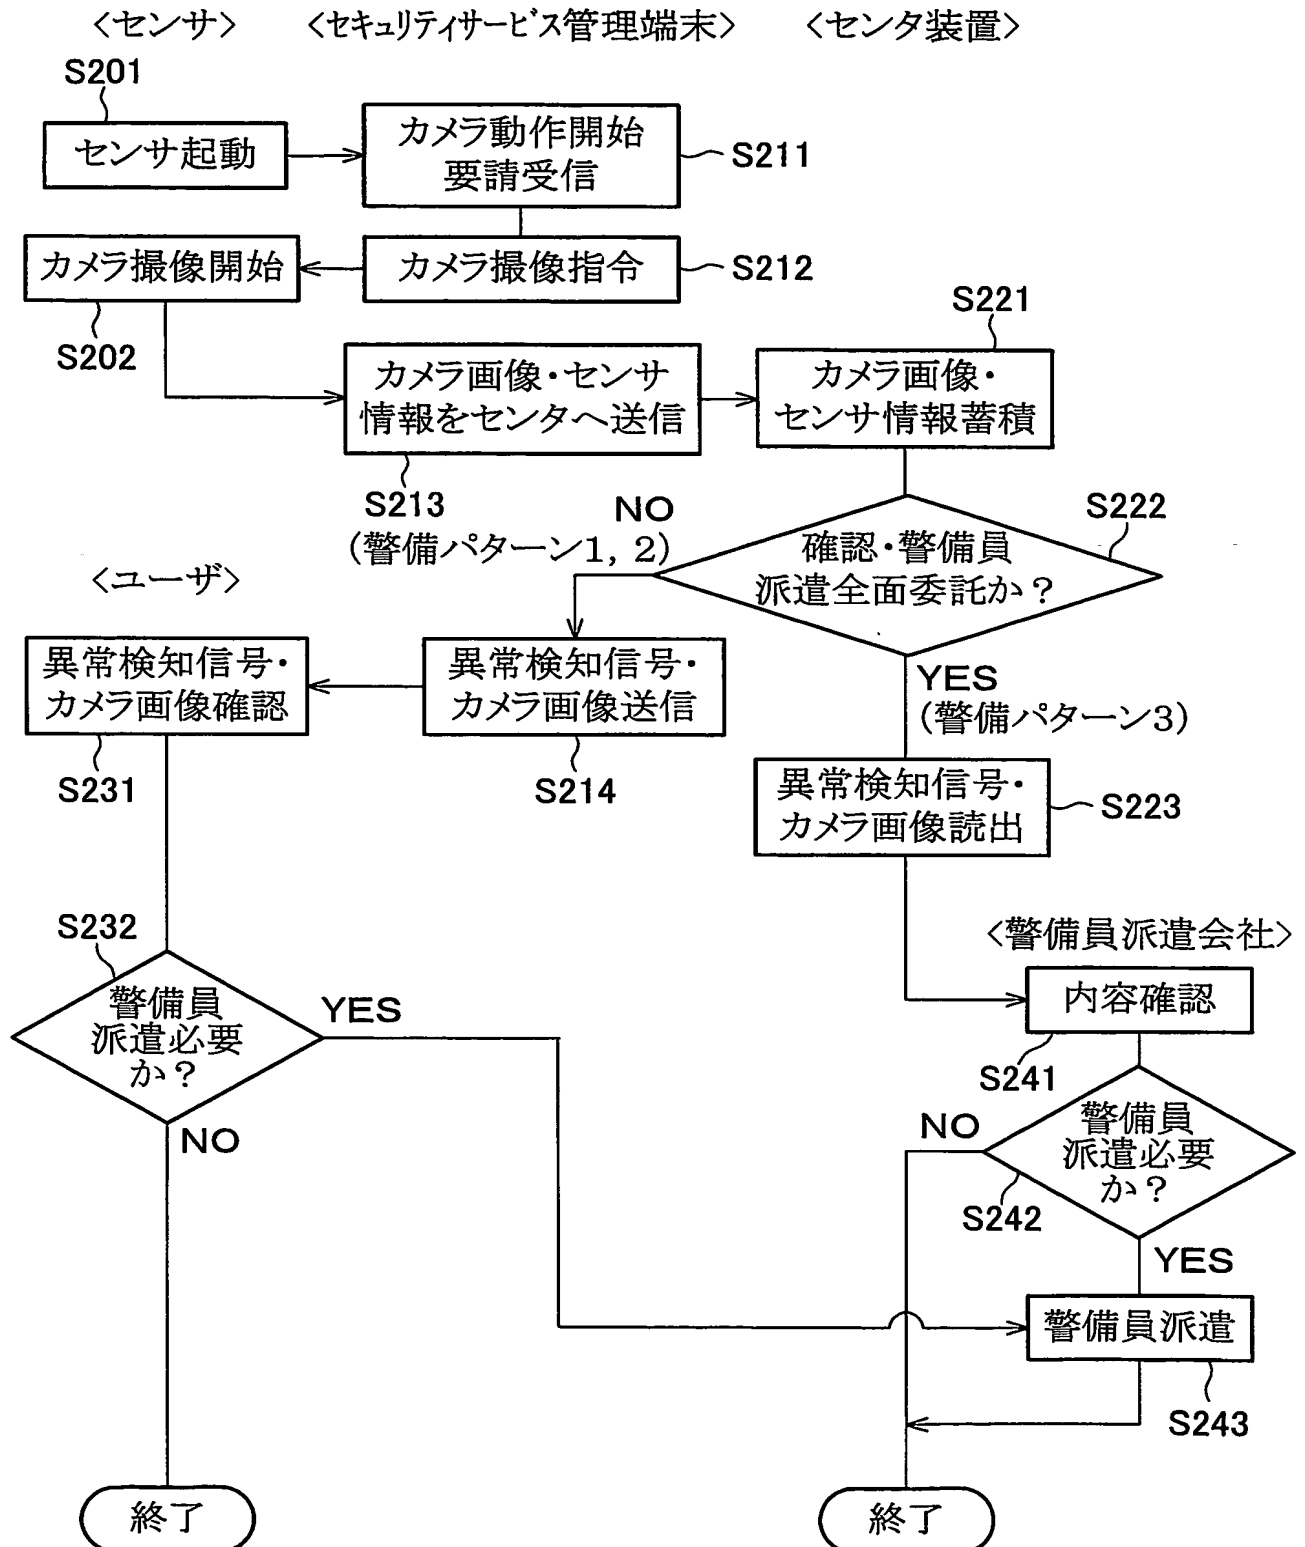 〈センサ〉 〈セキュリティサービス管理端末〉 〈センタ装置〉
S201
センサ起動
カメラ動作開始
要請受信
S211
カメラ撮像開始
カメラ撮像指令
S212
S202
S221
カメラ画像・センサ
情報をセンタへ送信
カメラ画像・
センサ情報蓄積
S213
NO
(警備パターン1, 2)
S222
確認・警備員
派遣全面委託か?
〈ユーザ〉
異常検知信号・
カメラ画像確認
異常検知信号・
カメラ画像送信
YES
(警備パターン3)
S231
S214
異常検知信号・
カメラ画像読出
S223
S232
〈警備員派遣会社〉
警備員
派遣必要
か?
YES
内容確認
S241
NO
NO
警備員
派遣必要
か?
S242
YES
警備員派遣
S243
終了
終了